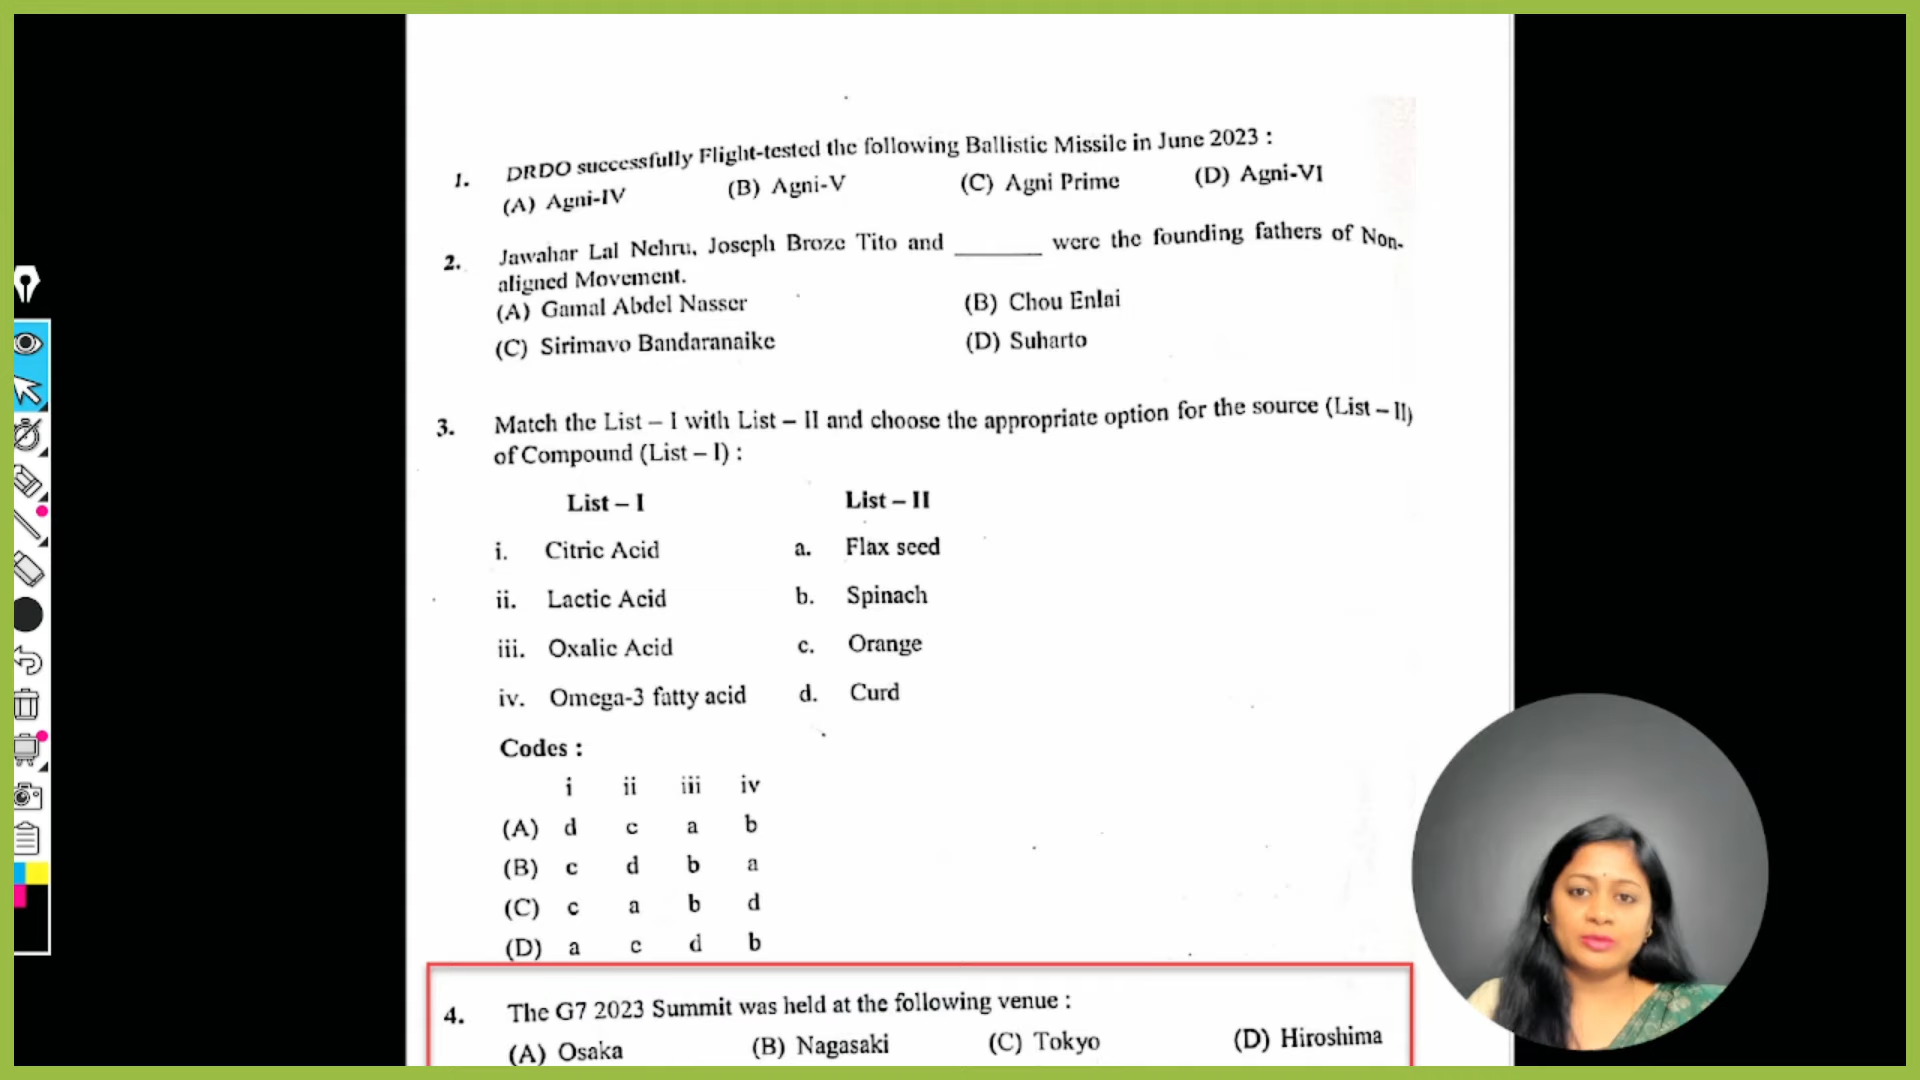 1. DRDO successfully Flight-tested the following Ballistic Missile in June 2023 :
(A) Agni-IV (B) Agni-V (C) Agni Prime (D) Agni-VI
2. Jawahar Lal Nehru, Joseph Broze Tito and _______ were the founding fathers of Non-
aligned Movement.
(A) Gamal Abdel Nasser (B) Chou Enlai
(C) Sirimavo Bandaranaike (D) Suharto
3. Match the List – I with List – II and choose the appropriate option for the source (List – II)
of Compound (List – I) :
List – I List – II
i. Citric Acid a. Flax seed
ii. Lactic Acid b. Spinach
iii. Oxalic Acid c. Orange
iv. Omega-3 fatty acid d. Curd
Codes :
i ii iii iv
(A) d c a b
(B) c d b a
(C) c a b d
(D) a c d b
4. The G7 2023 Summit was held at the following venue :
(A) Osaka (B) Nagasaki (C) Tokyo (D) Hiroshima